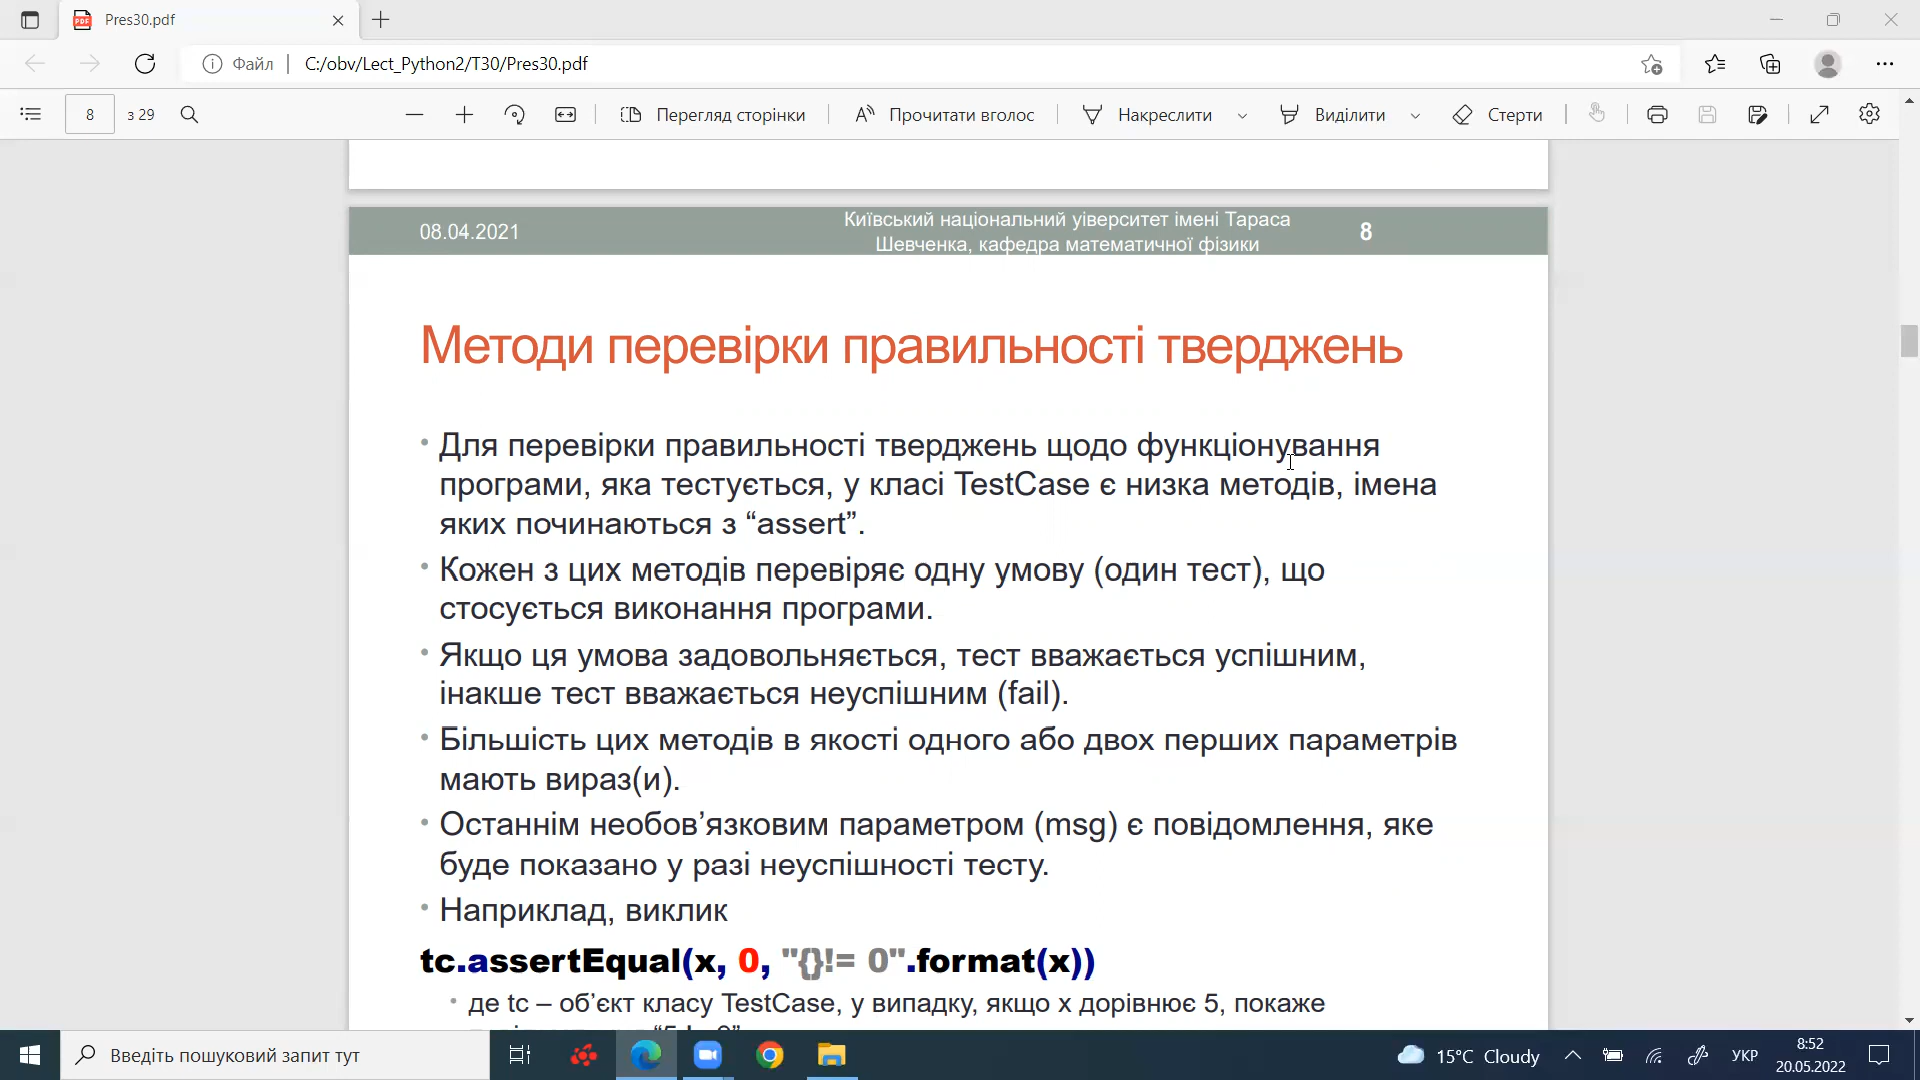 Pres30.pdf
Файл
C:/obv/Lect_Python2/T30/Pres30.pdf
8
з 29
Перегляд сторінки
Прочитати вголос
Накреслити
Виділити
Стерти
08.04.2021
Київський національний уіверситет імені Тараса
Шевченка, кафедра математичної фізики
8
Методи перевірки правильності тверджень
Для перевірки правильності тверджень щодо функціонування
програми, яка тестується, у класі TestCase є низка методів, імена
яких починаються з “assert”.
Кожен з цих методів перевіряє одну умову (один тест), що
стосується виконання програми.
Якщо ця умова задовольняється, тест вважається успішним,
інакше тест вважається неуспішним (fail).
Більшість цих методів в якості одного або двох перших параметрів
мають вираз(и).
Останнім необов’язковим параметром (msg) є повідомлення, яке
буде показано у разі неуспішності тесту.
Наприклад, виклик
tc.assertEqual(x, 0, "{}!= 0".format(x))
де tc – об’єкт класу TestCase, у випадку, якщо x дорівнює 5, покаже
Введіть пошуковий запит тут
15°C Cloudy
УКР
8:52
20.05.2022